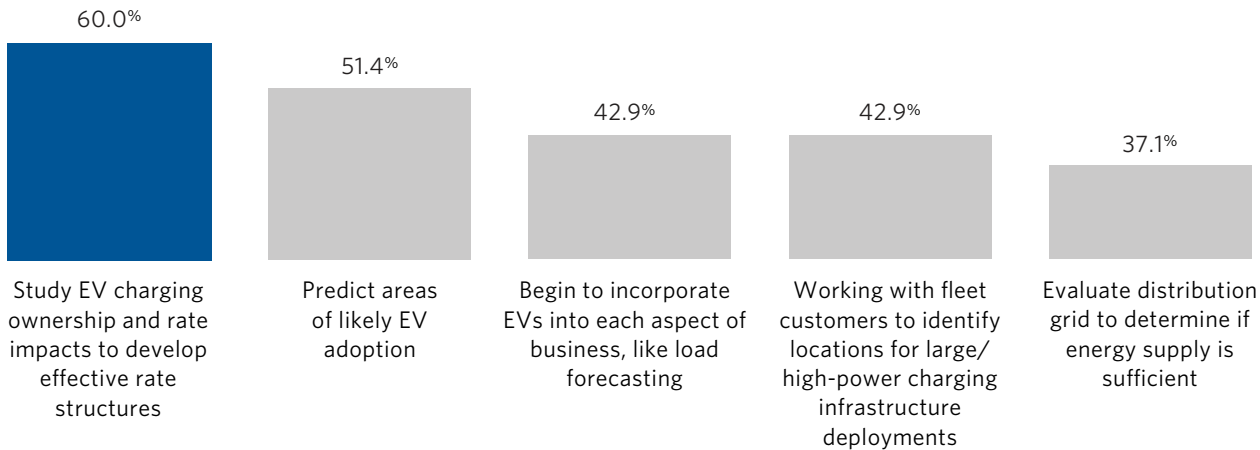 60.0%
51.4%
42.9%
42.9%
37.1%
Study EV charging
ownership and rate
impacts to develop
effective rate
structures
Predict areas
of likely EV
adoption
Begin to incorporate
EVs into each aspect of
business, like load
forecasting
Working with fleet
customers to identify
locations for large/
high-power charging
infrastructure
deployments
Evaluate distribution
grid to determine if
energy supply is
sufficient